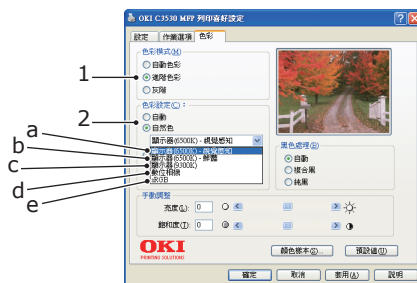 OKI C3530 MFP 列印喜好設定
設定 作業選項 色彩
色彩模式(M)
自動色彩
1
進階色彩
灰階
色彩設定(C):
2
自動
自然色
a
顯示器(6500K) - 視覺感知
b
顯示器(6500K) - 視覺感知
c
顯示器(6500K) - 鮮豔
d
顯示器(9300K)
e
數位相機
sRGB
黑色處理(B)
自動
複合黑
純黑
手動調整
亮度(L): 0
飽和度(T): 0
OKI
PRINTING SOLUTIONS
顏色樣本(S)... 預設值(U)
確定 取消 套用(A) 說明